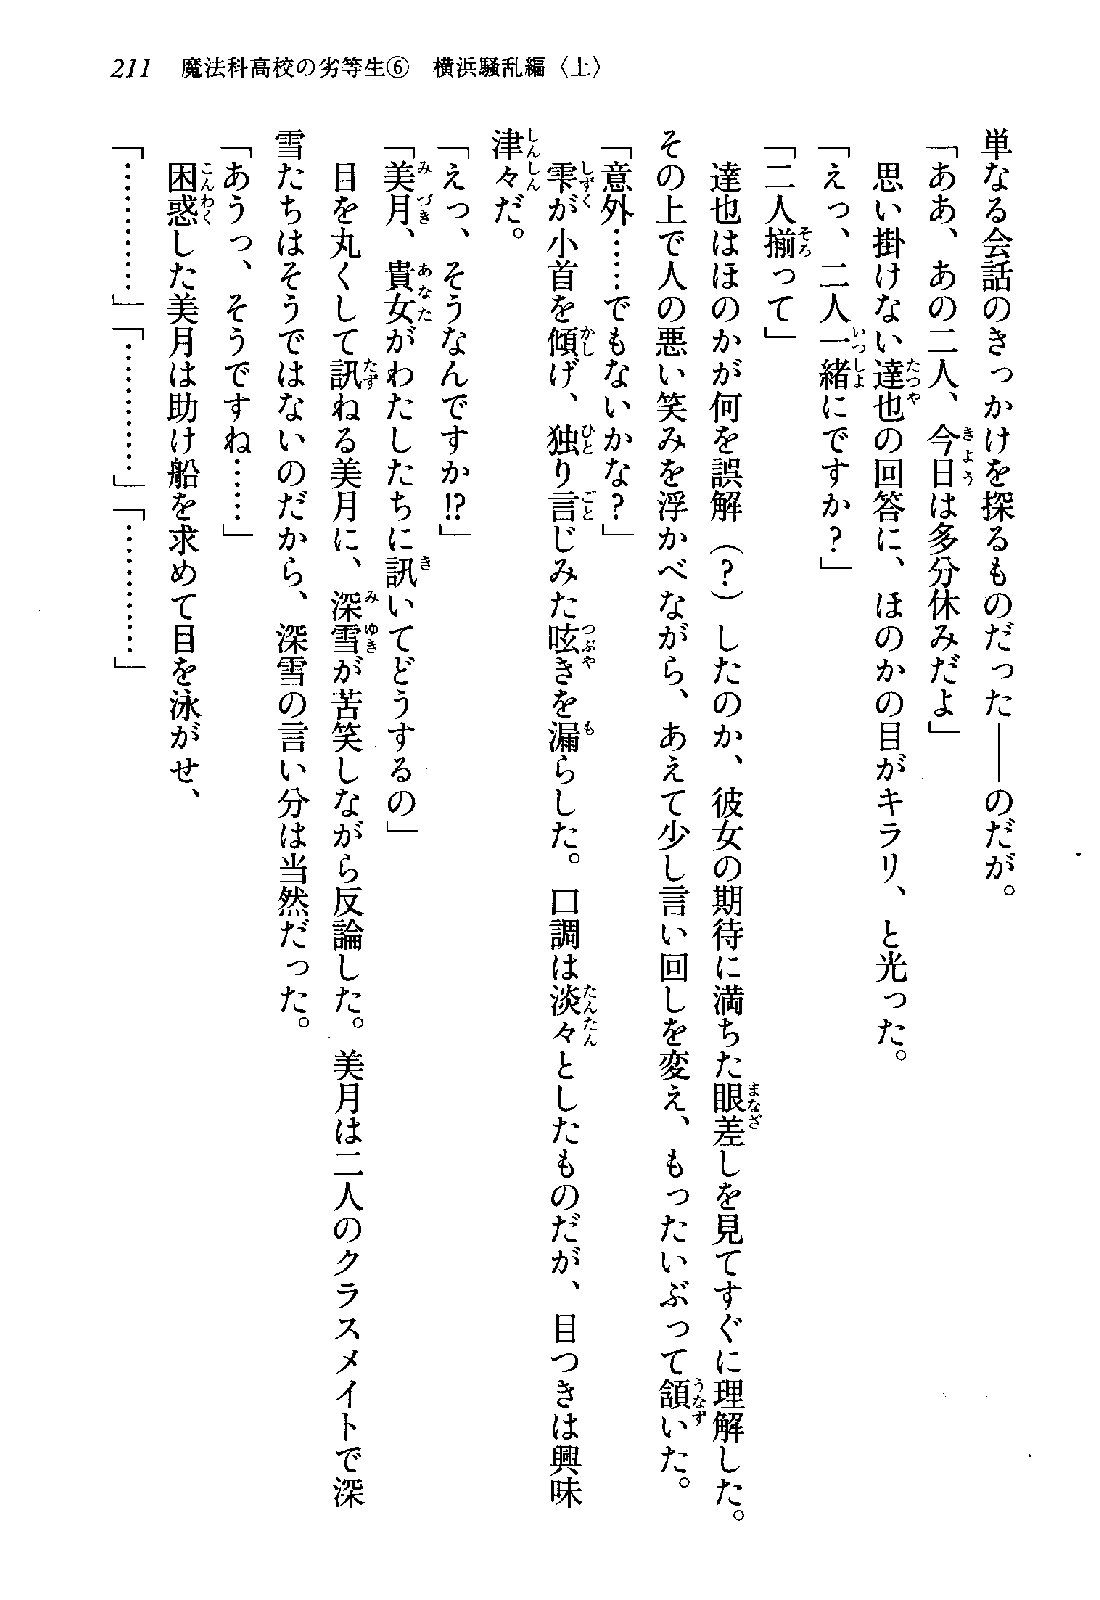 211　魔法科高校の劣等生⑥　横浜騒乱編〈上〉
単なる会話のきっかけを探るものだった――のだが。
「ああ、あの二人、今日は多分休みだよ」
思い掛けない達也の回答に、ほのかの目がキラリ、と光った。
「えっ、二人一緒にですか？」
「二人揃って」
達也はほのかが何を誤解（？）したのか、彼女の期待に満ちた眼差しを見てすぐに理解した。
その上で人の悪い笑みを浮かべながら、あえて少し言い回しを変え、もったいぶって頷いた。
「意外……でもないかな？」
雫が小首を傾げ、独り言じみた呟きを漏らした。口調は淡々としたものだが、目つきは興味
津々だ。
「えっ、そうなんですか!?」
「美月、貴女がわたしたちに訊いてどうするの」
目を丸くして訊ねる美月に、深雪が苦笑しながら反論した。美月は二人のクラスメイトで深
雪たちはそうではないのだから、深雪の言い分は当然だった。
「あうっ、そうですね……」
困惑した美月は助け船を求めて目を泳がせ、
「…………」「…………」「…………」